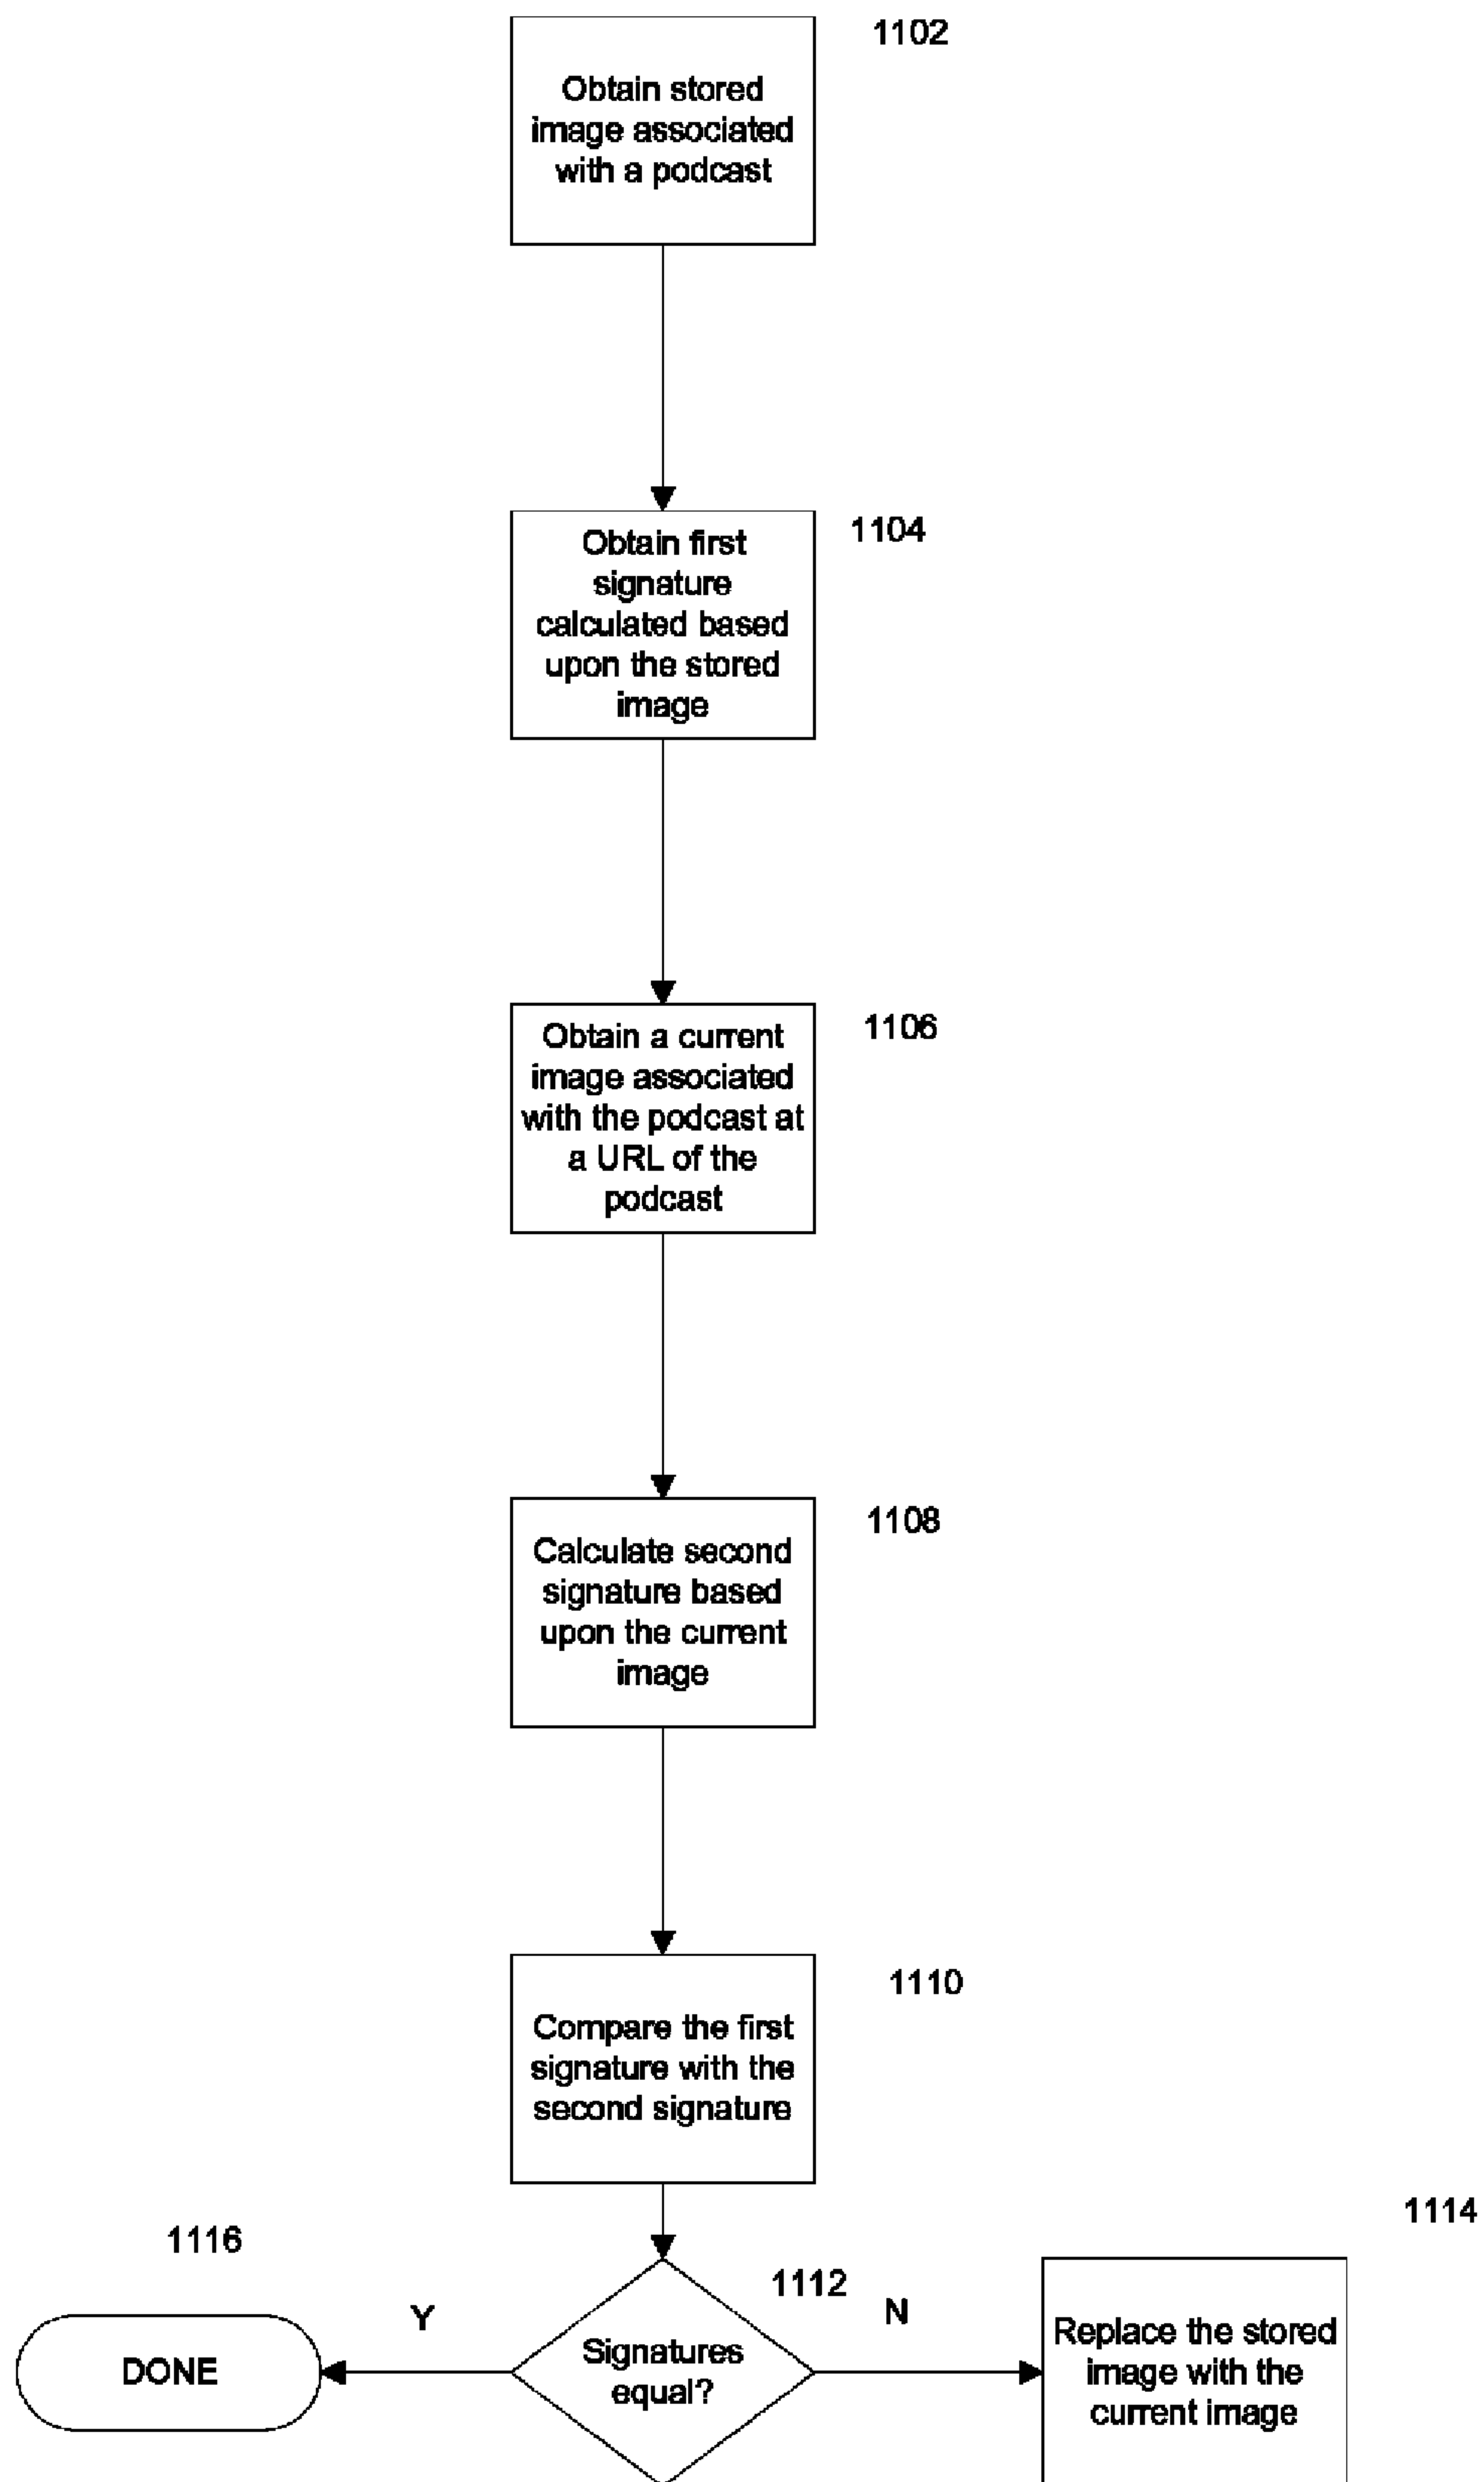 1102
Obtain stored
image associated
with a podcast
1104
Obtain first
signature
calculated based
upon the stored
image
1106
Obtain a current
image associated
with the podcast at
a URL of the
podcast
1108
Calculate second
signature based
upon the current
image
1110
Compare the first
signature with the
second signature
1116
DONE
Y
1112
Signatures
equal?
N
1114
Replace the stored
image with the
current image